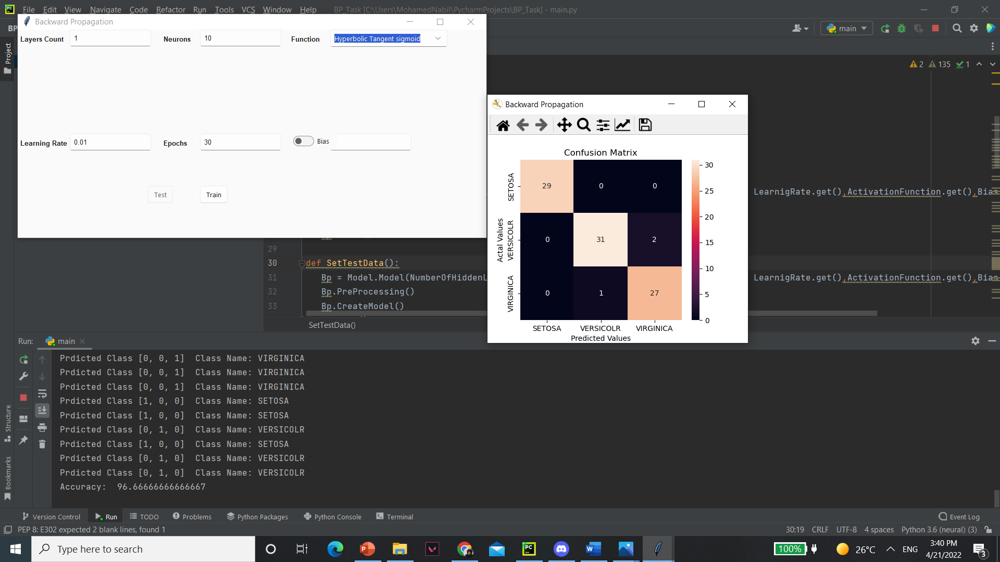 File Edit View Navigate Code Refactor Run Tools VCS Window Help BP_Task [C:\Users\MohamedNabil\PycharmProjects\BP_Task] - main.py
Backward Propagation
BP
main
Layers Count 1 Neurons 10 Function Hyperbolic Tangent sigmoid
Project
2 135 1
Learning Rate 0.01 Epochs 30 Bias
Test Train
Backward Propagation
Confusion Matrix
SETOSA 29 0 0
VERSICOLR 0 31 2
VIRGINICA 0 1 27
Actal Values
SETOSA VERSICOLR VIRGINICA
Predicted Values
30
25
20
15
10
5
0
LearnigRate.get(),ActivationFunction.get(),Bias
29
30 def SetTestData():
31 Bp = Model.Model(NumberOfHiddenL LearnigRate.get(),ActivationFunction.get(),Bias
32 Bp.PreProcessing()
33 Bp.CreateModel()
SetTestData()
Run: main
Prdicted Class [0, 0, 1] Class Name: VIRGINICA
Prdicted Class [0, 0, 1] Class Name: VIRGINICA
Prdicted Class [0, 0, 1] Class Name: VIRGINICA
Prdicted Class [1, 0, 0] Class Name: SETOSA
Prdicted Class [1, 0, 0] Class Name: SETOSA
Prdicted Class [0, 1, 0] Class Name: VERSICOLR
Prdicted Class [1, 0, 0] Class Name: SETOSA
Prdicted Class [0, 1, 0] Class Name: VERSICOLR
Prdicted Class [0, 1, 0] Class Name: VERSICOLR
Accuracy: 96.66666666666667
Structure
Bookmarks
Version Control Run TODO Problems Python Packages Python Console Terminal Event Log
PEP 8: E302 expected 2 blank lines, found 1 30:19 CRLF UTF-8 4 spaces Python 3.6 (neural) (3)
Type here to search
100% 26°C ENG 3:40 PM
4/21/2022
3